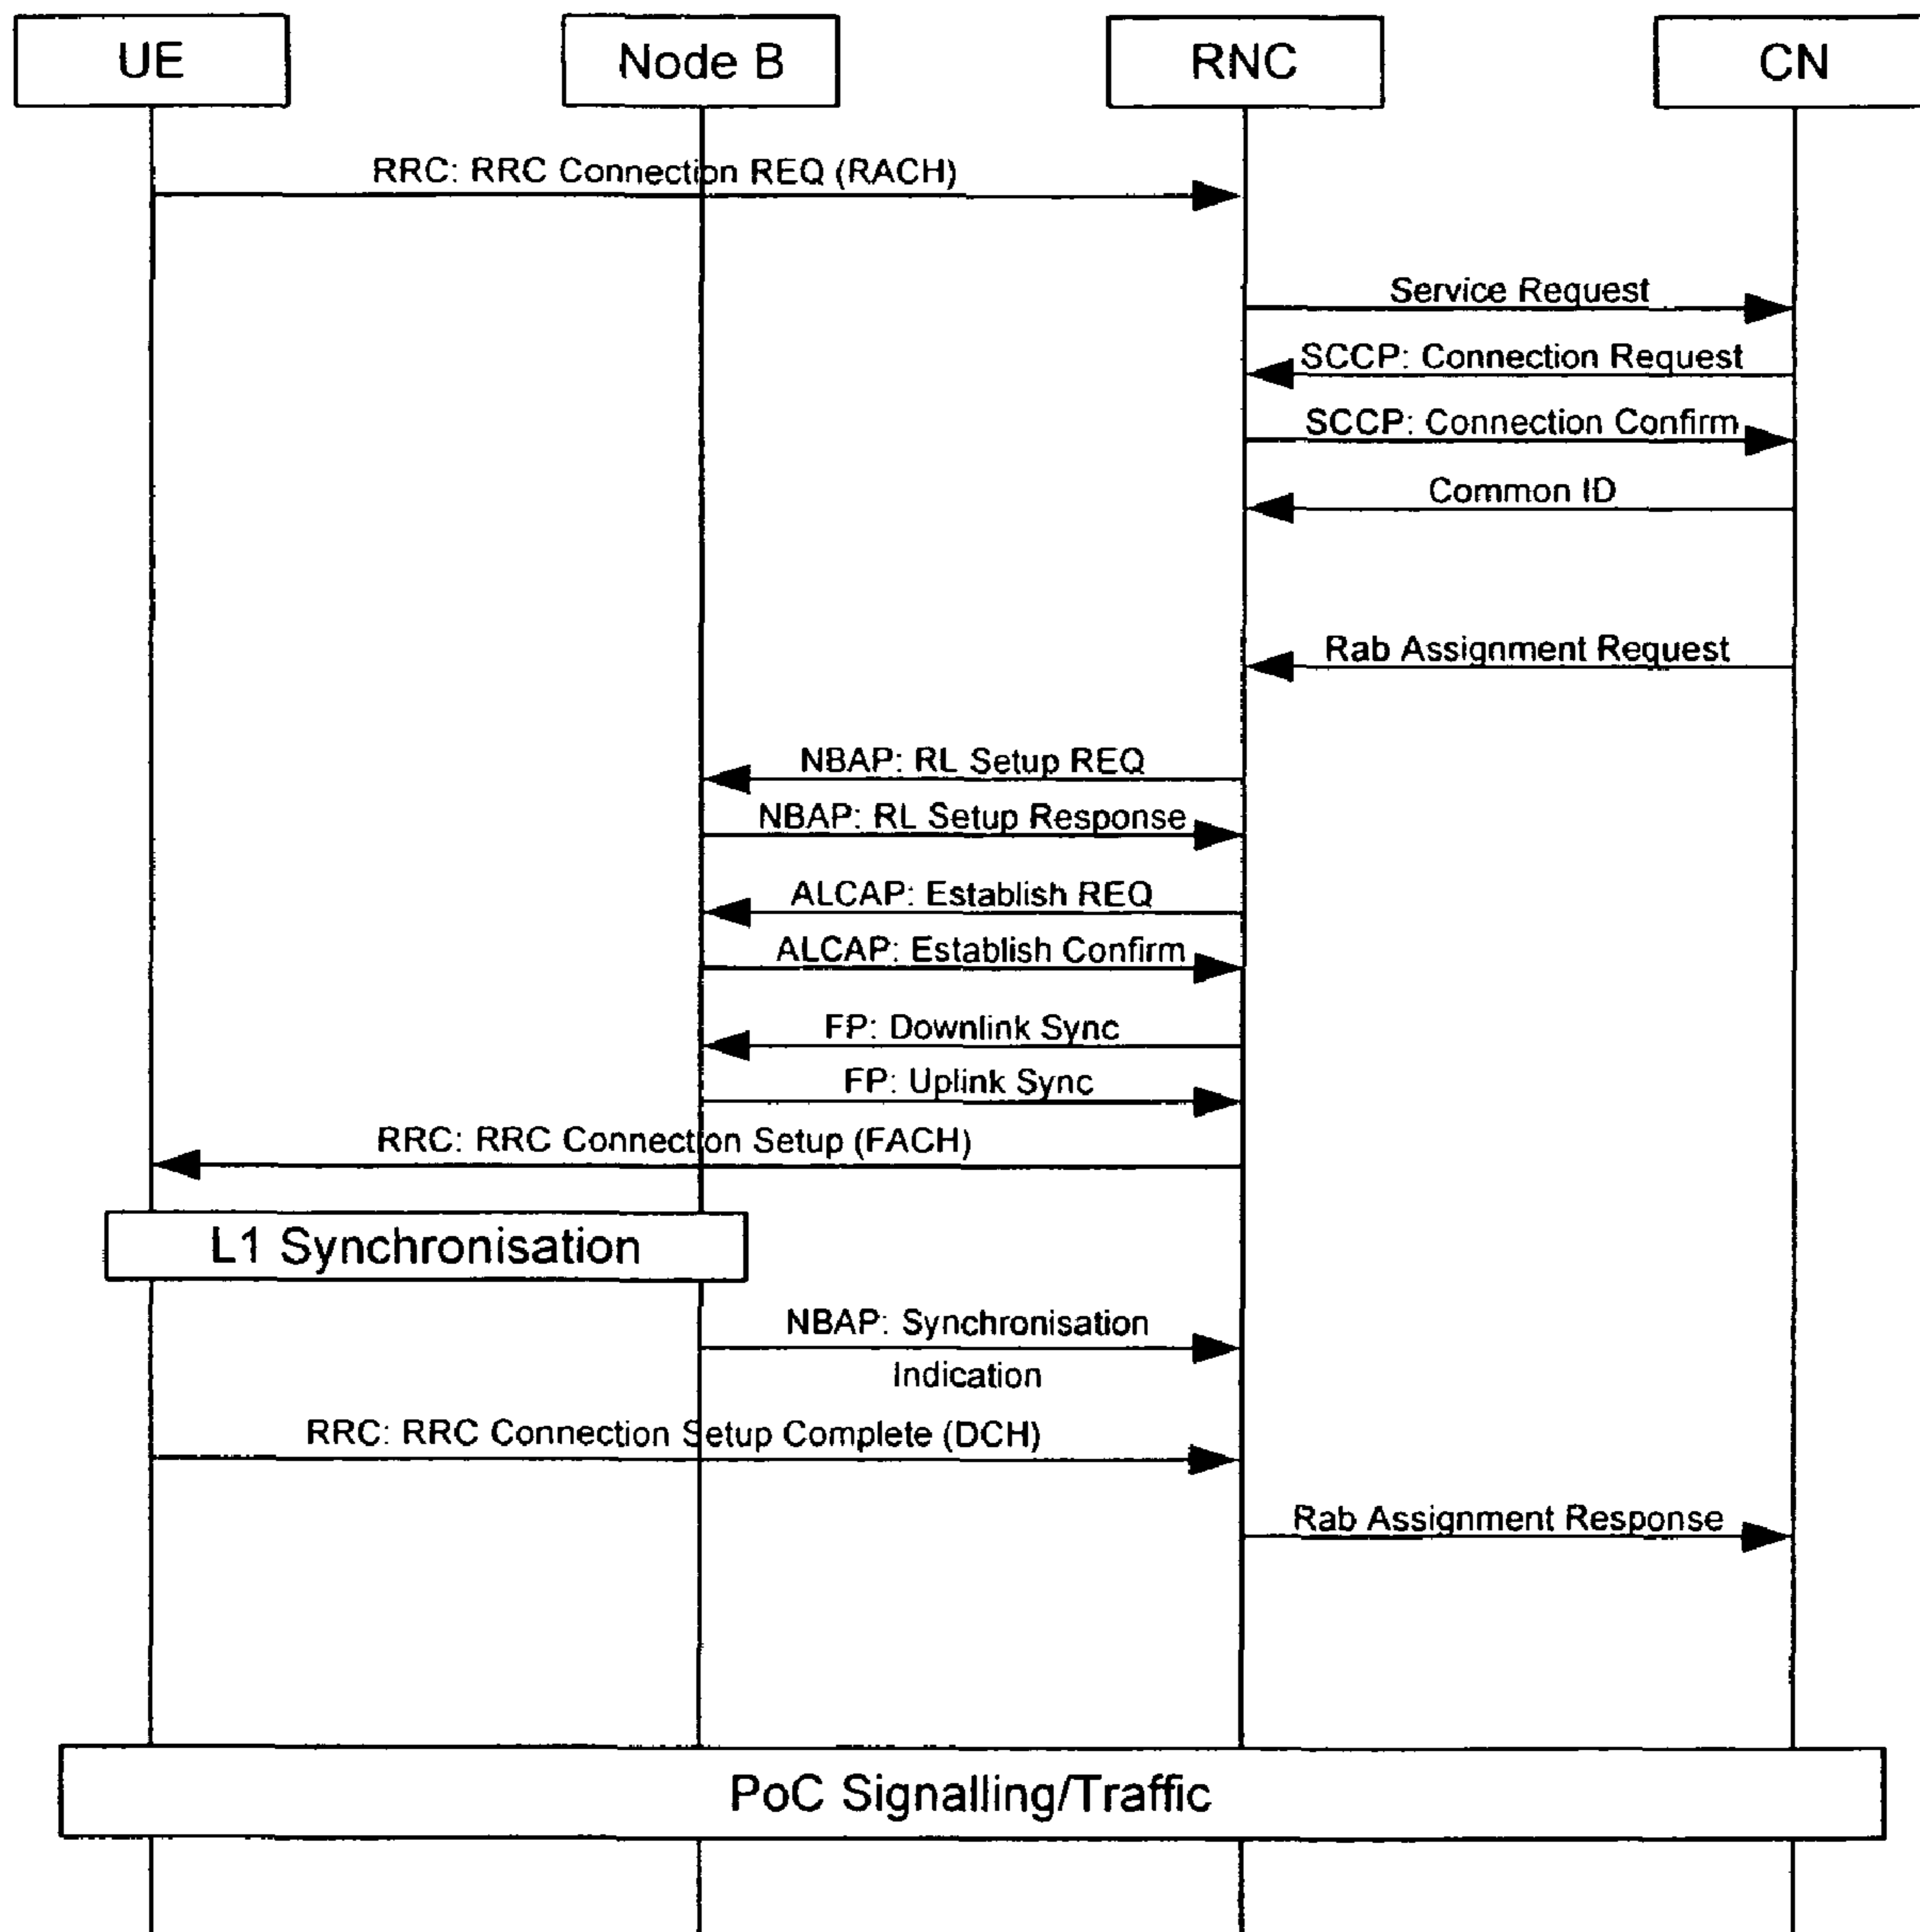 UE
Node B
RNC
CN
RRC: RRC Connection REQ (RACH)
Service Request
SCCP: Connection Request
SCCP: Connection Confirm
Common ID
Rab Assignment Request
NBAP: RL Setup REQ
NBAP: RL Setup Response
ALCAP: Establish REQ
ALCAP: Establish Confirm
FP: Downlink Sync
FP: Uplink Sync
RRC: RRC Connection Setup (FACH)
L1 Synchronisation
NBAP: Synchronisation
Indication
RRC: RRC Connection Setup Complete (DCH)
Rab Assignment Response
PoC Signalling/Traffic